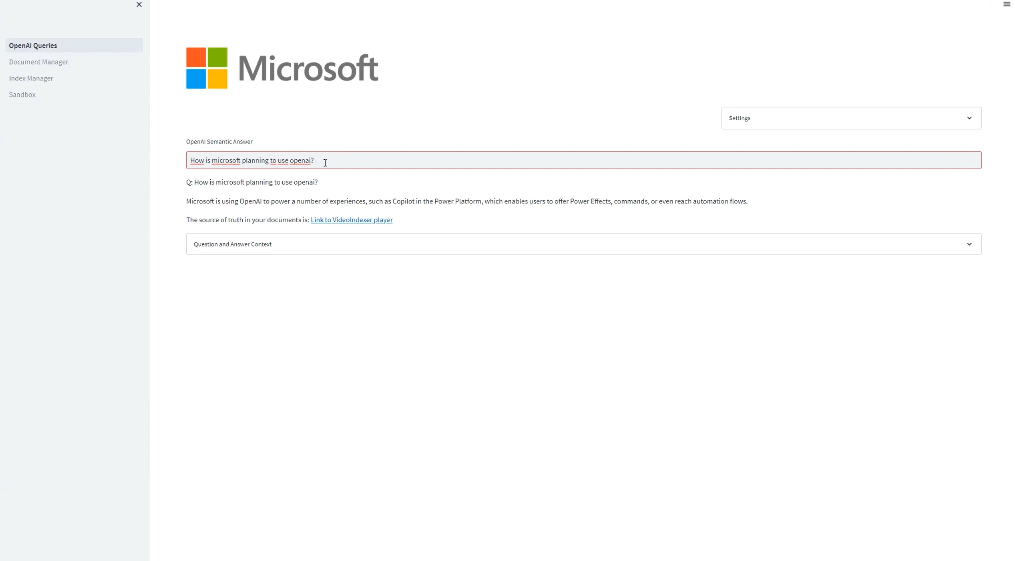 OpenAI Queries
Document Manager
Index Manager
Sandbox
Microsoft
Settings
OpenAI Semantic Answer
How is microsoft planning to use openai?
Q: How is microsoft planning to use openai?
Microsoft is using OpenAI to power a number of experiences, such as Copilot in the Power Platform, which enables users to offer Power Effects, commands, or even reach automation flows.
The source of truth in your documents is: Link to VideoIndexer player
Question and Answer Context